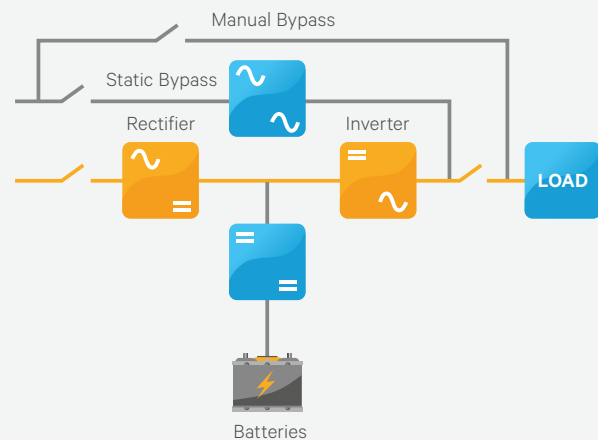 Manual Bypass
Static Bypass
Rectifier
Inverter
LOAD
Batteries